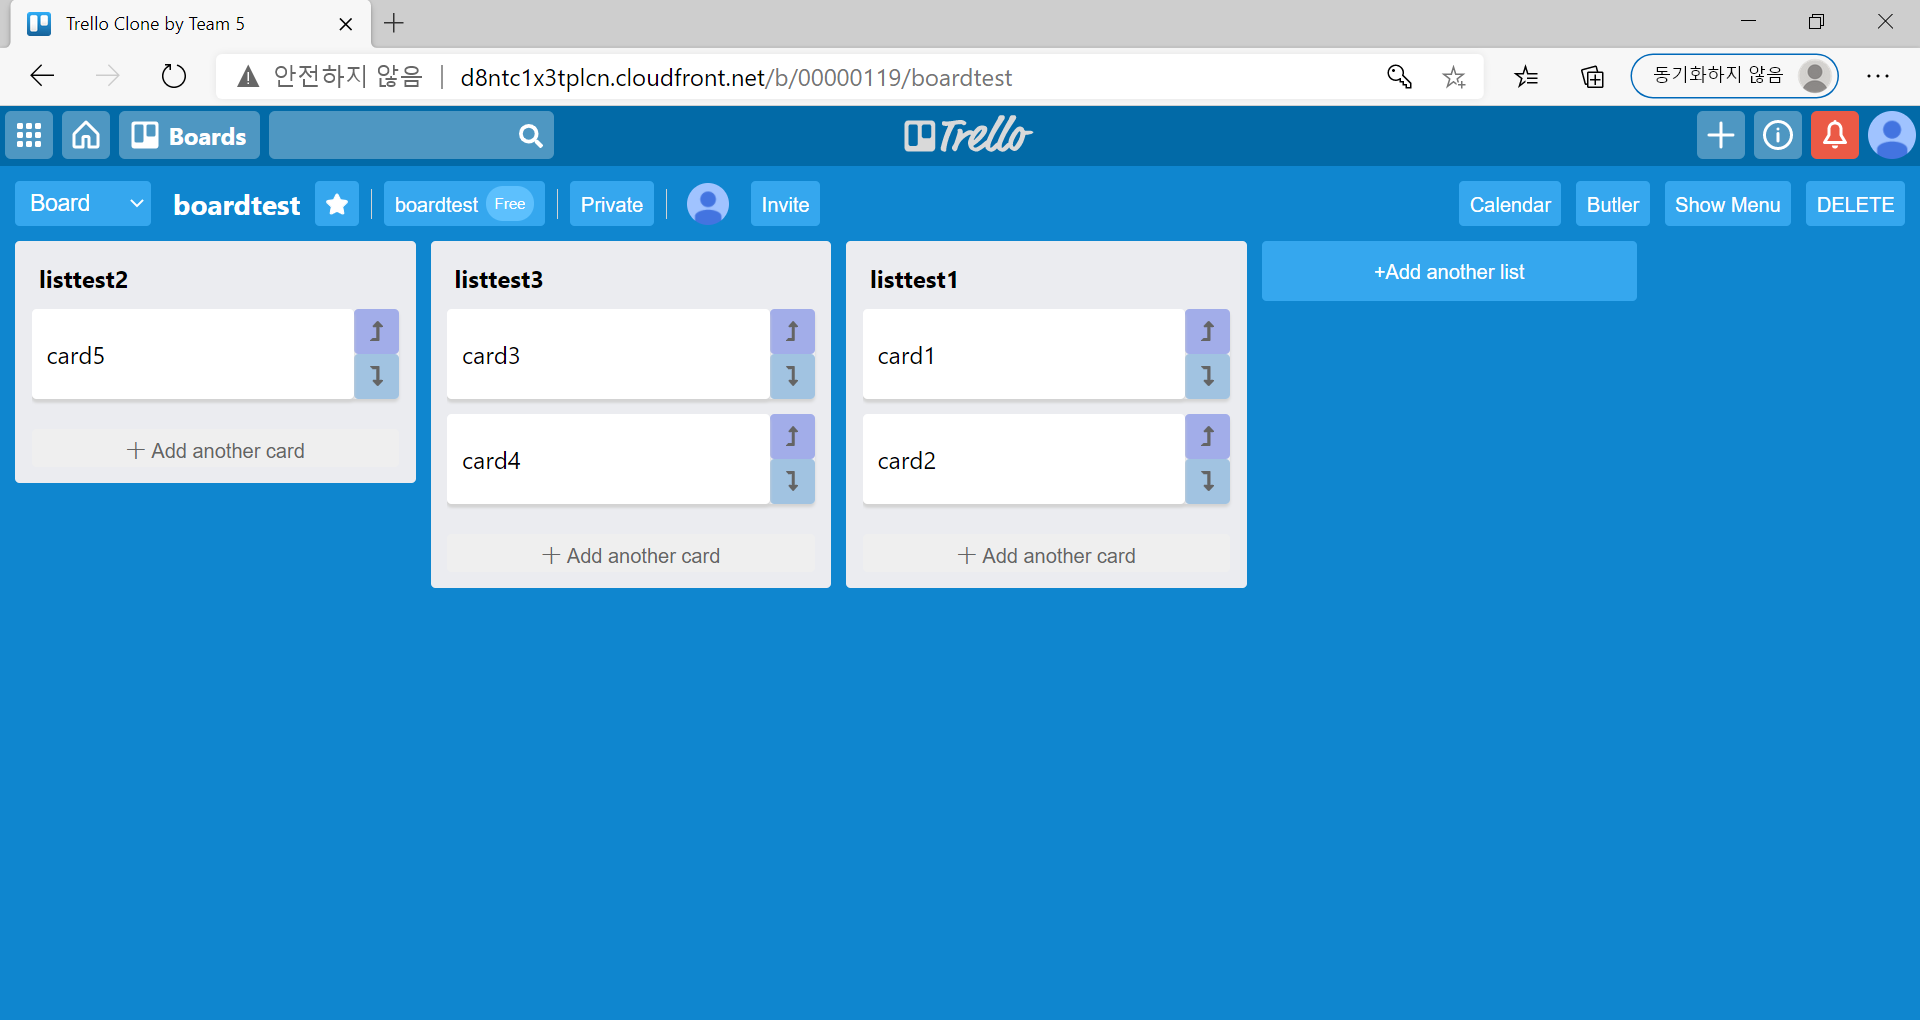 Trello Clone by Team 5
안전하지 않음 d8ntc1x3tplcn.cloudfront.net/b/00000119/boardtest 동기화하지 않음
Boards Trello
Board boardtest boardtest Free Private Invite Calendar Butler Show Menu DELETE
listtest2
card5
+ Add another card
listtest3
card3
card4
+ Add another card
listtest1
card1
card2
+ Add another card
+Add another list